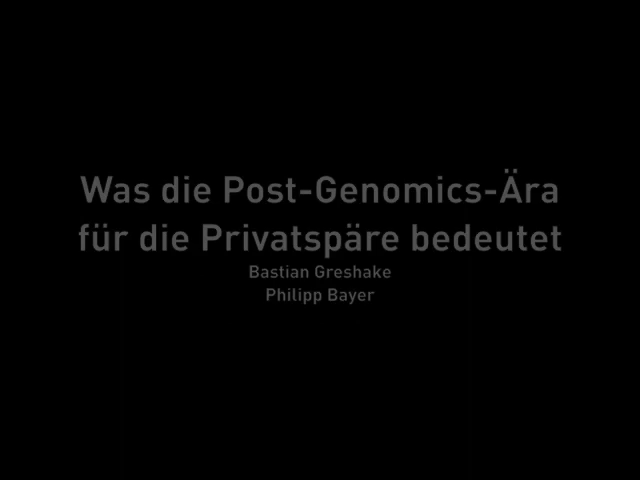 Was die Post-Genomics-Ära
für die Privatspäre bedeutet
Bastian Greshake
Philipp Bayer